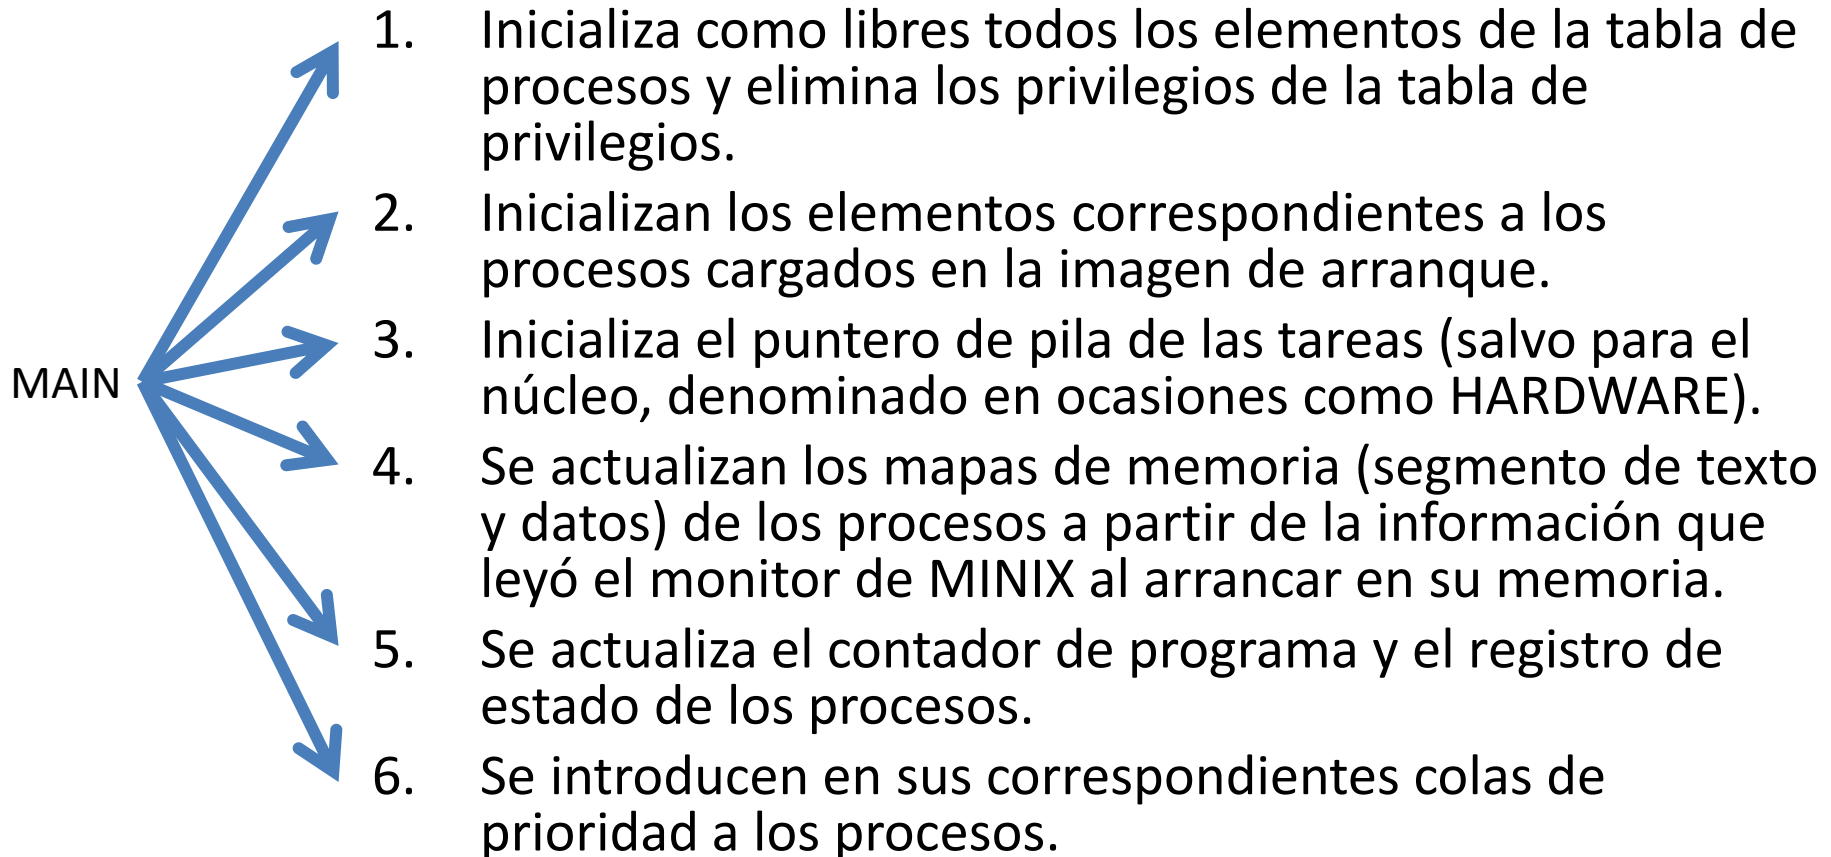 1. Inicializa como libres todos los elementos de la tabla de
procesos y elimina los privilegios de la tabla de
privilegios.
2. Inicializan los elementos correspondientes a los
procesos cargados en la imagen de arranque.
3. Inicializa el puntero de pila de las tareas (salvo para el
núcleo, denominado en ocasiones como HARDWARE).
MAIN
4. Se actualizan los mapas de memoria (segmento de texto
y datos) de los procesos a partir de la información que
leyó el monitor de MINIX al arrancar en su memoria.
5. Se actualiza el contador de programa y el registro de
estado de los procesos.
6. Se introducen en sus correspondientes colas de
prioridad a los procesos.